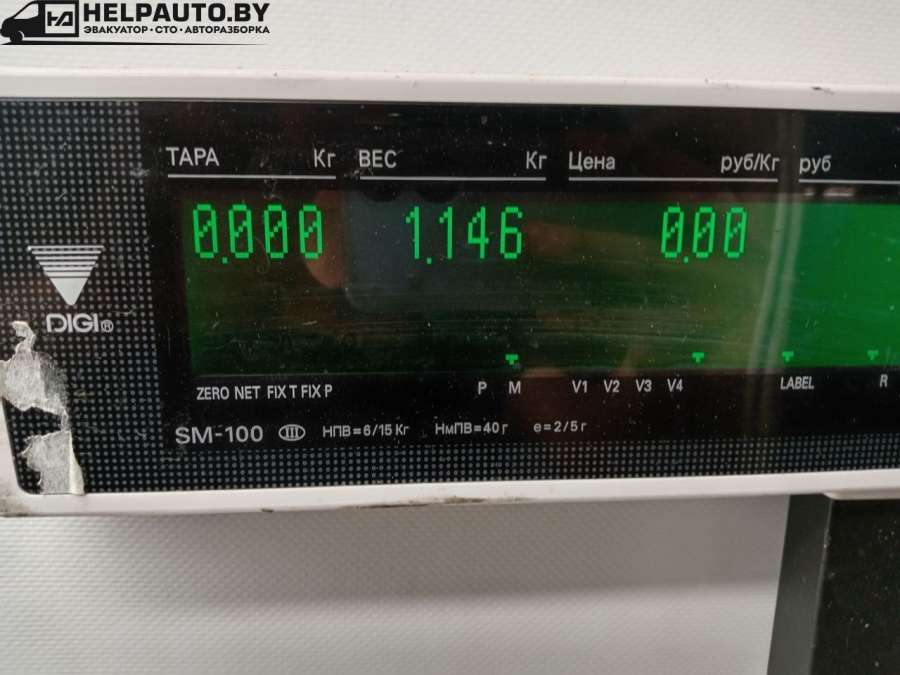 HELPAUTO.BY
ЭВАКУАТОР • СТО • АВТОРАЗБОРКА
ТАРА Кг ВЕС Кг Цена руб/Кг руб
0.000 1.146 0.00
DIGI®
ZERO NET FIX T FIX P P M V1 V2 V3 V4 LABEL R
SM-100 III НПВ=6/15 Кг НмПВ=40 г e=2/5 г